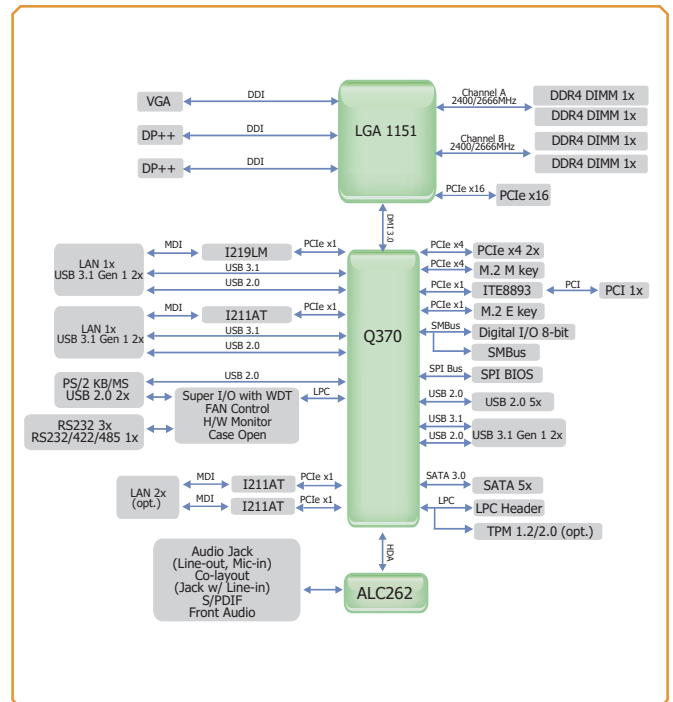 VGA
DDI
DP++
DDI
DP++
DDI
LGA 1151
Channel A
2400/2666MHz
DDR4 DIMM 1x
DDR4 DIMM 1x
Channel B
2400/2666MHz
DDR4 DIMM 1x
DDR4 DIMM 1x
PCIe x16
PCIe x16
DMI 3.0
LAN 1x
USB 3.1 Gen 1 2x
MDI
I219LM
PCIe x1
USB 3.1
USB 2.0
LAN 1x
USB 3.1 Gen 1 2x
MDI
I211AT
PCIe x1
USB 3.1
USB 2.0
PS/2 KB/MS
USB 2.0 2x
USB 2.0
Super I/O with WDT
FAN Control
H/W Monitor
Case Open
LPC
RS232 3x
RS232/422/485 1x
LAN 2x
(opt.)
MDI
I211AT
PCIe x1
MDI
I211AT
PCIe x1
Q370
PCIe x4
PCIe x4 2x
PCIe x4
M.2 M key
PCIe x1
ITE8893
PCI
PCI 1x
PCIe x1
M.2 E key
SMBus
Digital I/O 8-bit
SMBus
SPI Bus
SPI BIOS
USB 2.0
USB 2.0 5x
USB 3.1
USB 2.0
USB 3.1 Gen 1 2x
SATA 3.0
SATA 5x
LPC
LPC Header
TPM 1.2/2.0 (opt.)
HDA
Audio Jack
(Line-out, Mic-in)
Co-layout
(Jack w/ Line-in)
S/PDIF
Front Audio
ALC262